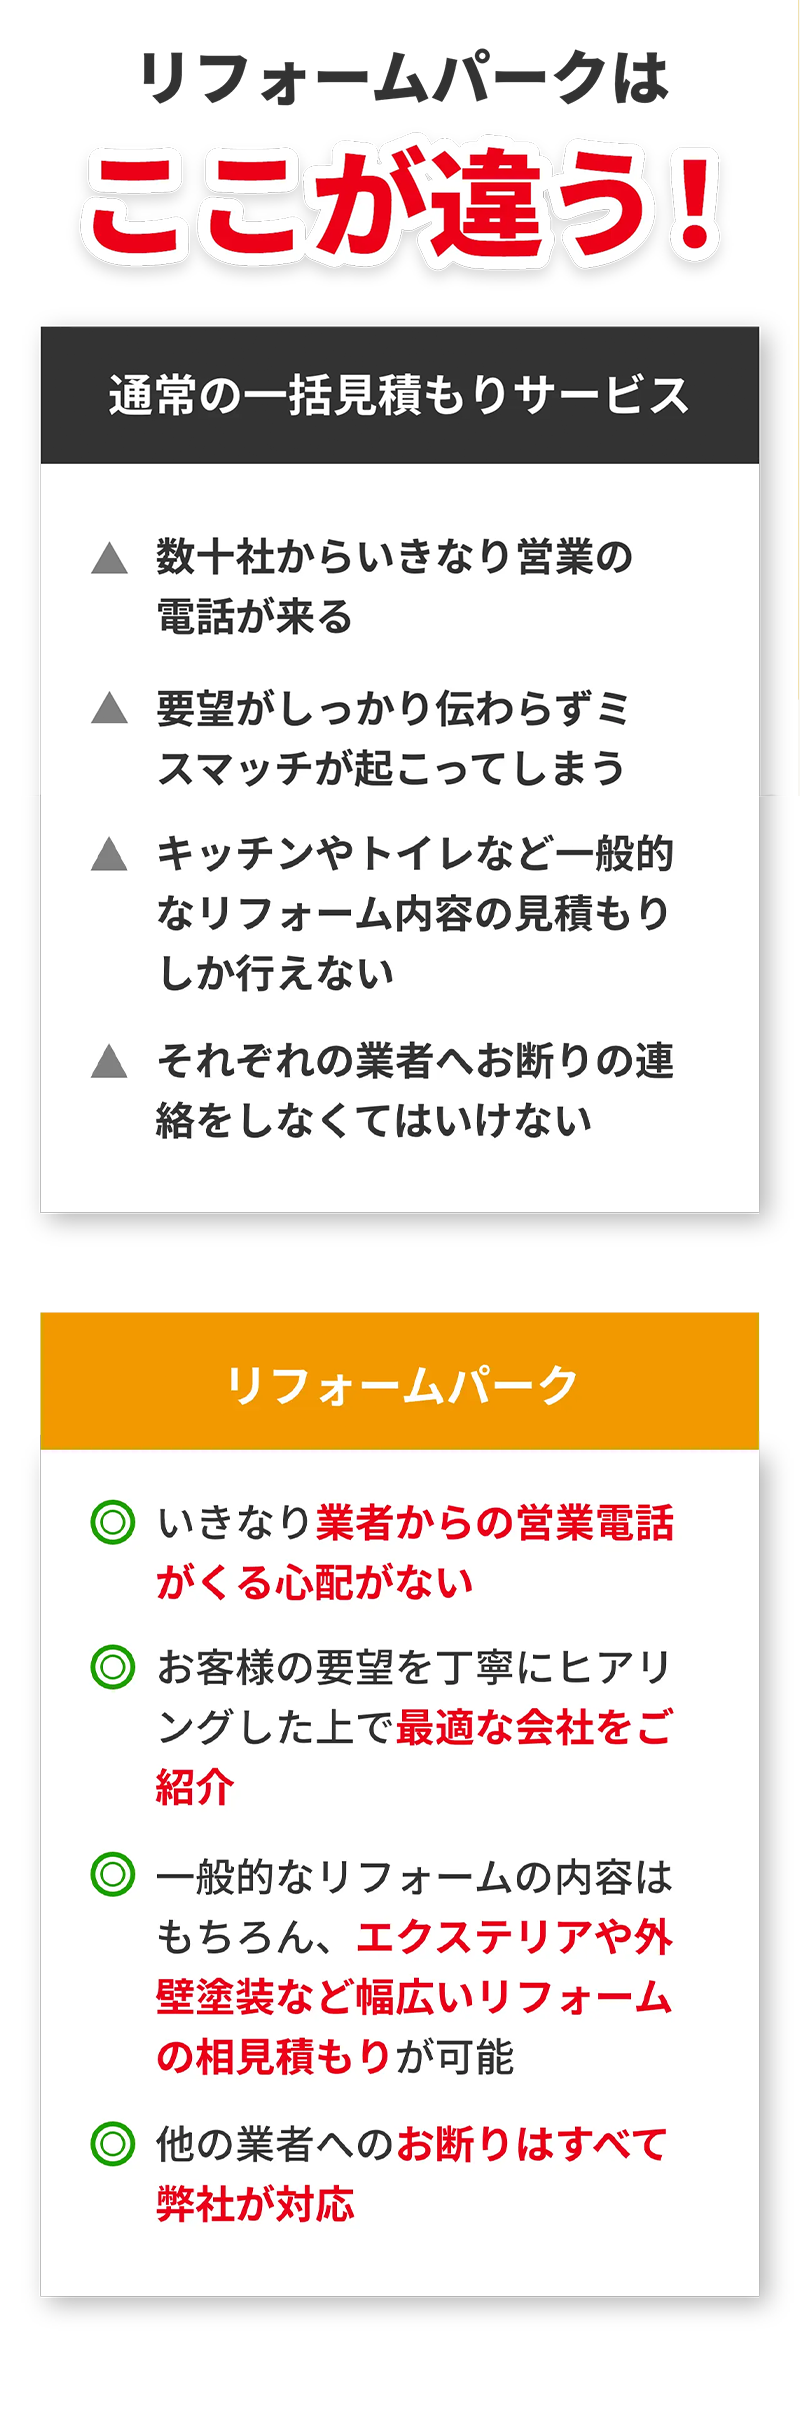 リフォームパークは
ここが違う!
通常の一括見積もりサービス
▲ 数十社からいきなり営業の
電話が来る
▲ 要望がしっかり伝わらずミ
スマッチが起こってしまう
▲ キッチンやトイレなど一般的
なリフォーム内容の見積もり
しか行えない
▲ それぞれの業者へお断りの連
絡をしなくてはいけない
リフォームパーク
◎ いきなり業者からの営業電話
がくる心配がない
◎ お客様の要望を丁寧にヒアリ
ングした上で最適な会社をご
紹介
◎ 一般的なリフォームの内容は
もちろん、エクステリアや外
壁塗装など幅広いリフォーム
の相見積もりが可能
◎ 他の業者へのお断りはすべて
弊社が対応